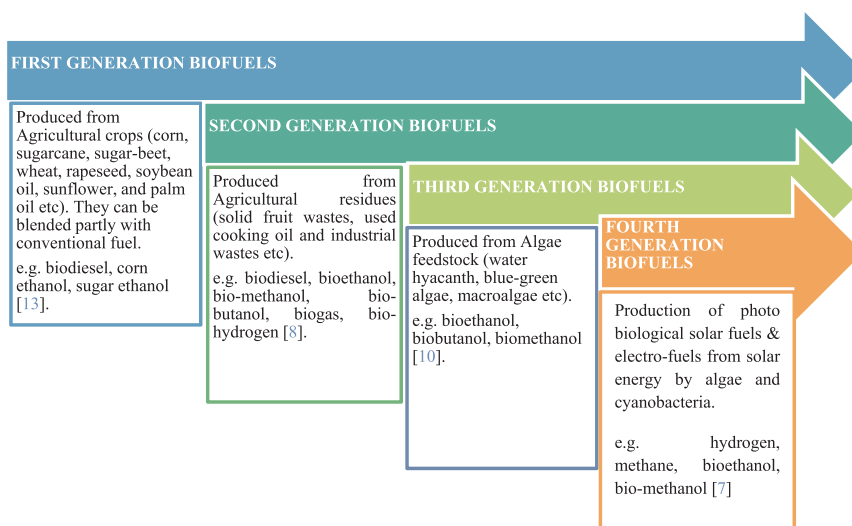 FIRST GENERATION BIOFUELS
Produced from
Agricultural crops (corn,
sugarcane, sugar-beet,
wheat, rapeseed, soybean
oil, sunflower, and palm
oil etc). They can be
blended partly with
conventional fuel.
e.g. biodiesel, corn
ethanol, sugar ethanol
[13].
SECOND GENERATION BIOFUELS
Produced from
Agricultural residues
(solid fruit wastes, used
cooking oil and industrial
wastes etc).
e.g. biodiesel, bioethanol,
bio-methanol, bio-
butanol, biogas, bio-
hydrogen [8].
THIRD GENERATION BIOFUELS
Produced from Algae
feedstock (water
hyacanth, blue-green
algae, macroalgae etc).
e.g. bioethanol,
biobutanol, biomethanol
[10].
FOURTH
GENERATION
BIOFUELS
Production of photo
biological solar fuels &
electro-fuels from solar
energy by algae and
cyanobacteria.
e.g. hydrogen,
methane, bioethanol,
bio-methanol [7]